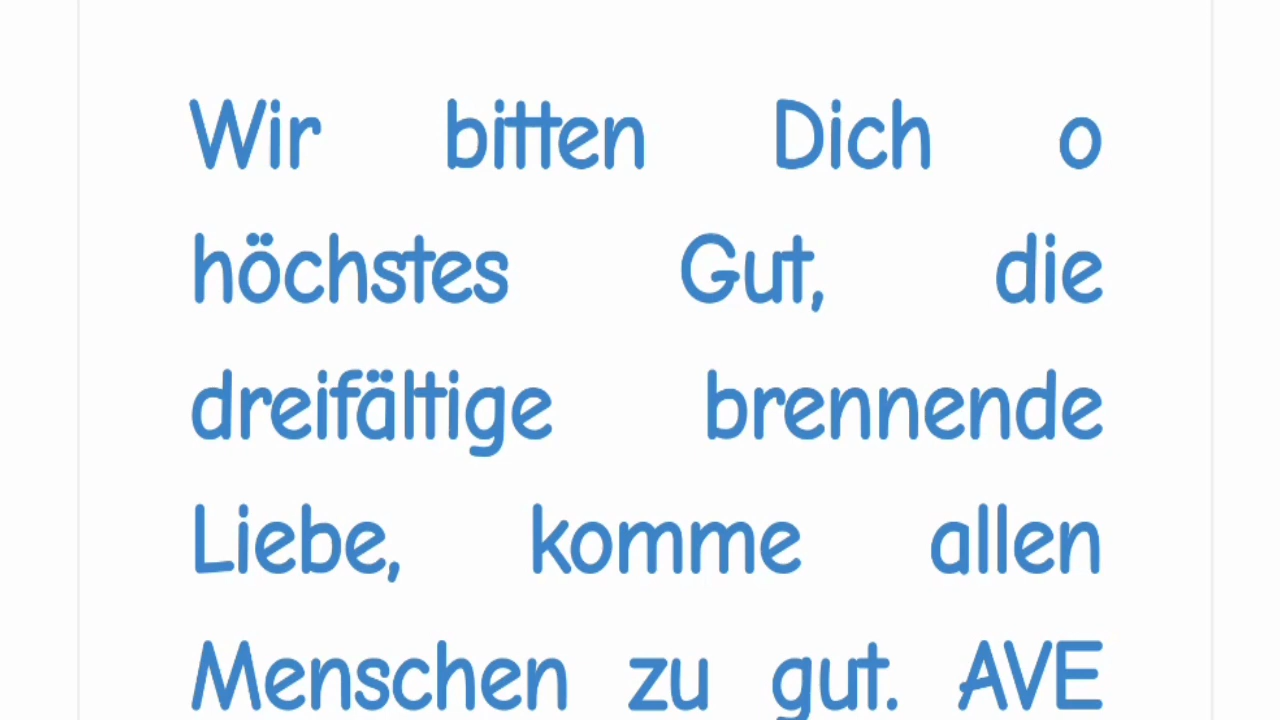 Wir bitten Dich o
höchstes Gut, die
dreifältige brennende
Liebe, komme allen
Menschen zu gut. AVE